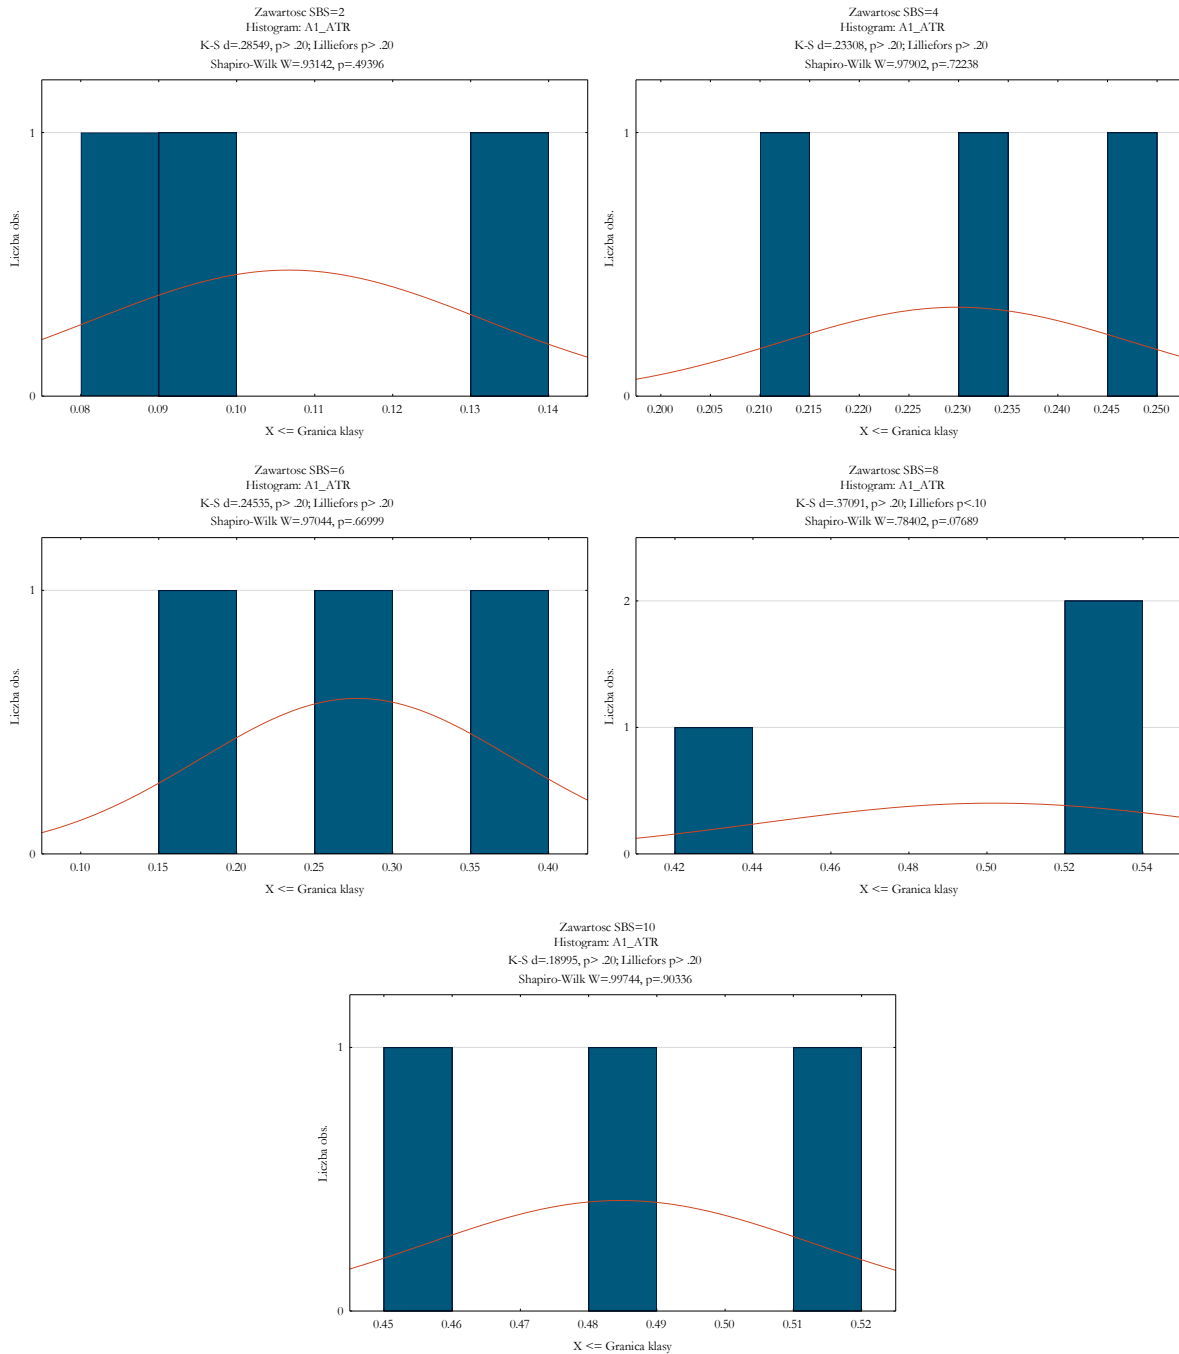 Zawartosc SBS=2
Histogram: A1_ATR
K-S d=.28549, p> .20; Lilliefors p> .20
Shapiro-Wilk W=.93142, p=.49396
Liczba obs.
1
0
0.08 0.09 0.10 0.11 0.12 0.13 0.14
X <= Granica klasy
Zawartosc SBS=4
Histogram: A1_ATR
K-S d=.23308, p> .20; Lilliefors p> .20
Shapiro-Wilk W=.97902, p=.72238
Liczba obs.
1
0
0.200 0.205 0.210 0.215 0.220 0.225 0.230 0.235 0.240 0.245 0.250
X <= Granica klasy
Zawartosc SBS=6
Histogram: A1_ATR
K-S d=.24535, p> .20; Lilliefors p> .20
Shapiro-Wilk W=.97044, p=.66999
Liczba obs.
1
0
0.10 0.15 0.20 0.25 0.30 0.35 0.40
X <= Granica klasy
Zawartosc SBS=8
Histogram: A1_ATR
K-S d=.37091, p> .20; Lilliefors p<.10
Shapiro-Wilk W=.78402, p=.07689
Liczba obs.
2
1
0
0.42 0.44 0.46 0.48 0.50 0.52 0.54
X <= Granica klasy
Zawartosc SBS=10
Histogram: A1_ATR
K-S d=.18995, p> .20; Lilliefors p> .20
Shapiro-Wilk W=.99744, p=.90336
Liczba obs.
1
0
0.45 0.46 0.47 0.48 0.49 0.50 0.51 0.52
X <= Granica klasy